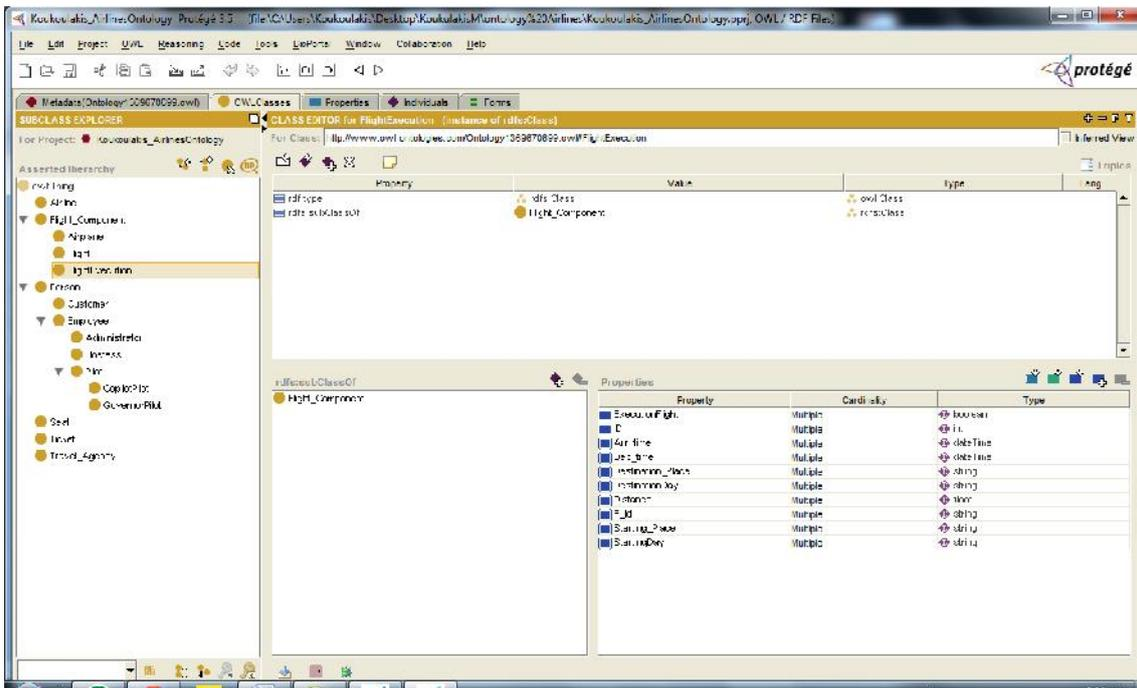 Koukoulakis_AirlinesOntology Protégé 3.5 (file:\C:\Users\Koukoulakis\Desktop\KoukulakisM\ontology%20Airlines\Koukoulakis_AirlinesOntology.pprj, OWL / RDF Files)
File Edit Project OWL Reasoning Code Tools BioPortal Window Collaboration Help
protégé
Metadata(Ontology1369670899.owl) OWLClasses Properties Individuals Forms
SUBCLASS EXPLORER
For Project: Koukoulakis_AirlinesOntology
Asserted Hierarchy
owl:Thing
Airline
Flight_Component
Airplane
Flight
FlightExecution
Person
Customer
Employee
Administrator
Hostess
Pilot
CopilotPilot
GovernorPilot
Seat
Ticket
Travel_Agency
CLASS EDITOR for FlightExecution (instance of rdfs:Class)
For Class: http://www.owl-ontologies.com/Ontology1369670899.owl#FlightExecution
Inferred View
Property Value Type Lang
rdf:type rdfs:Class owl:Class
rdfs:subClassOf Flight_Component rdfs:Class
rdfs:subClassOf
Flight_Component
Properties
Property Cardinality Type
ExecutionFlight Multiple boolean
ID Multiple int
Arr_time Multiple dateTime
Dep_time Multiple dateTime
Destination_Place Multiple string
DestinationDay Multiple string
Distance Multiple float
F_id Multiple string
Starting_Place Multiple string
StartingDay Multiple string